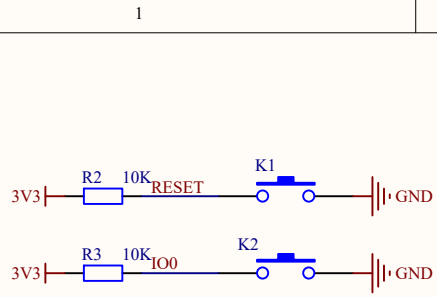 1
K1
R2 10K RESET
3V3 GND
K2
R3 10K IO0
3V3 GND